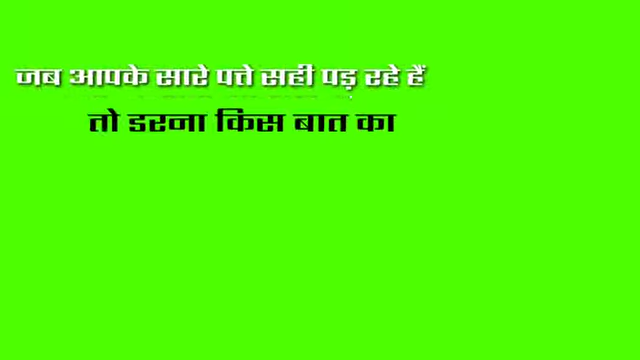 जब आपके सारे पत्ते सही पड़ रहे हैं
तो डरना किस बात का